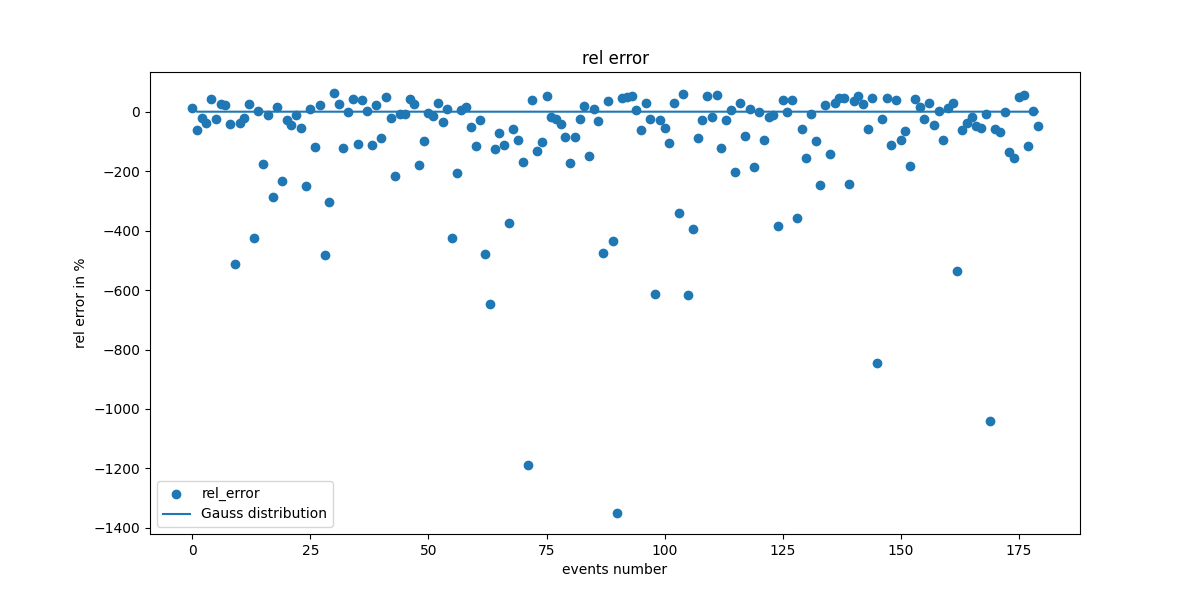 rel error
rel error in %
0
−200
−400
−600
−800
−1000
−1200
−1400
rel_error
Gauss distribution
0 25 50 75 100 125 150 175
events number